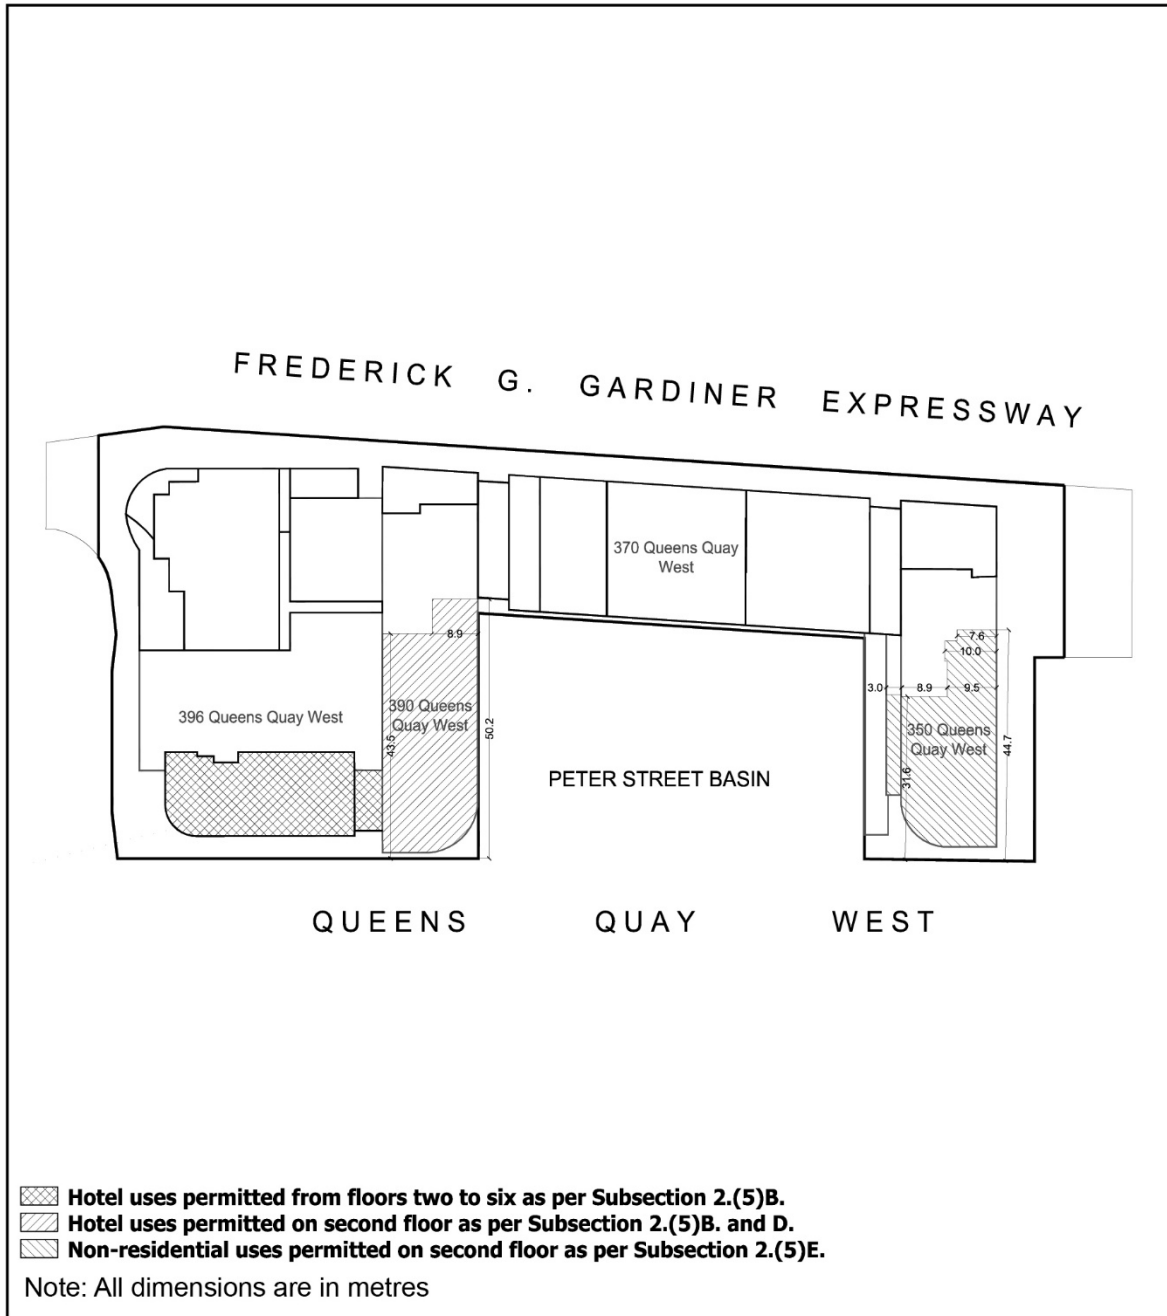 FREDERICK G. GARDINER EXPRESSWAY
370 Queens Quay
West
7.6
8.9
10.0
3.0
8.9
9.5
396 Queens Quay West
390 Queens
Quay West
43.5
50.2
350 Queens
Quay West
44.7
31.6
PETER STREET BASIN
QUEENS QUAY WEST
Hotel uses permitted from floors two to six as per Subsection 2.(5)B.
Hotel uses permitted on second floor as per Subsection 2.(5)B. and D.
Non-residential uses permitted on second floor as per Subsection 2.(5)E.
Note: All dimensions are in metres